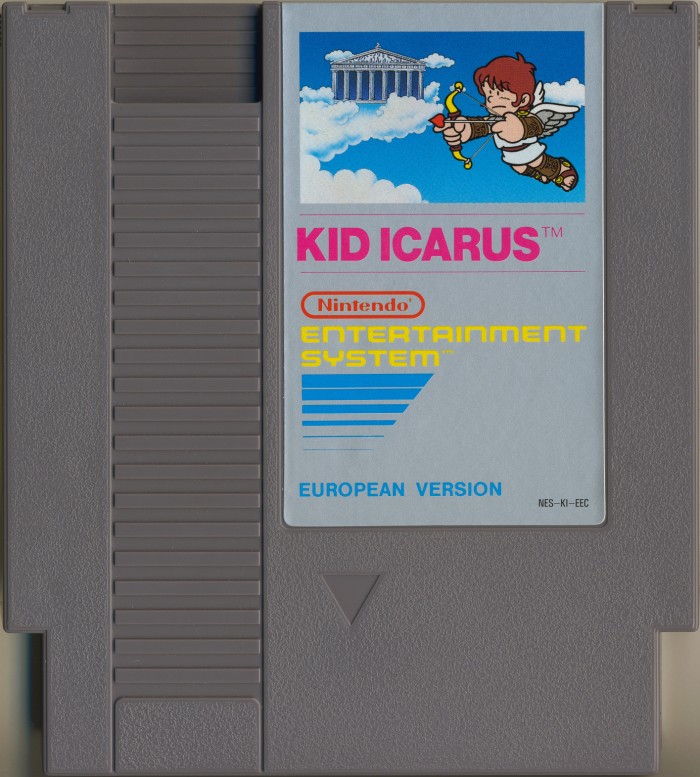 KID ICARUS™
Nintendo®
ENTERTAINMENT
SYSTEM™
EUROPEAN VERSION
NES-KI-EEC